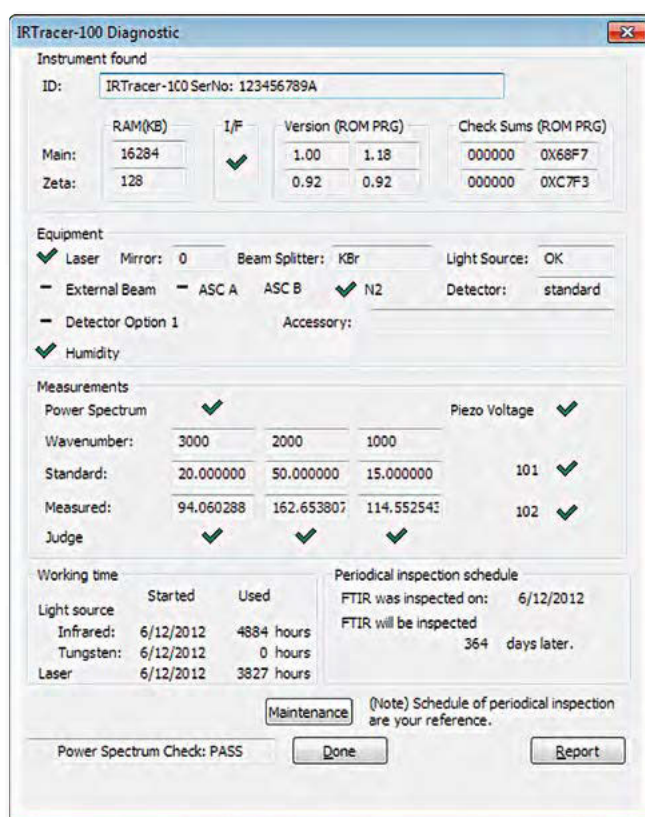 IRTracer-100 Diagnostic
Instrument found
ID: IRTracer-100 SerNo: 123456789A
RAM(KB) I/F Version (ROM PRG) Check Sums (ROM PRG)
Main: 16284 1.00 1.18 000000 0X68F7
Zeta: 128 0.92 0.92 000000 0XC7F3
Equipment
Laser Mirror: 0 Beam Splitter: KBr Light Source: OK
External Beam ASC A ASC B N2 Detector: standard
Detector Option 1 Accessory:
Humidity
Measurements
Power Spectrum Piezo Voltage
Wavenumber: 3000 2000 1000
Standard: 20.000000 50.000000 15.000000 101
Measured: 94.060288 162.653807 114.552543 102
Judge
Working time Periodical inspection schedule
Started Used FTIR was inspected on: 6/12/2012
Light source FTIR will be inspected
Infrared: 6/12/2012 4884 hours 364 days later.
Tungsten: 6/12/2012 0 hours
Laser 6/12/2012 3827 hours
Maintenance (Note) Schedule of periodical inspection
are your reference.
Power Spectrum Check: PASS Done Report